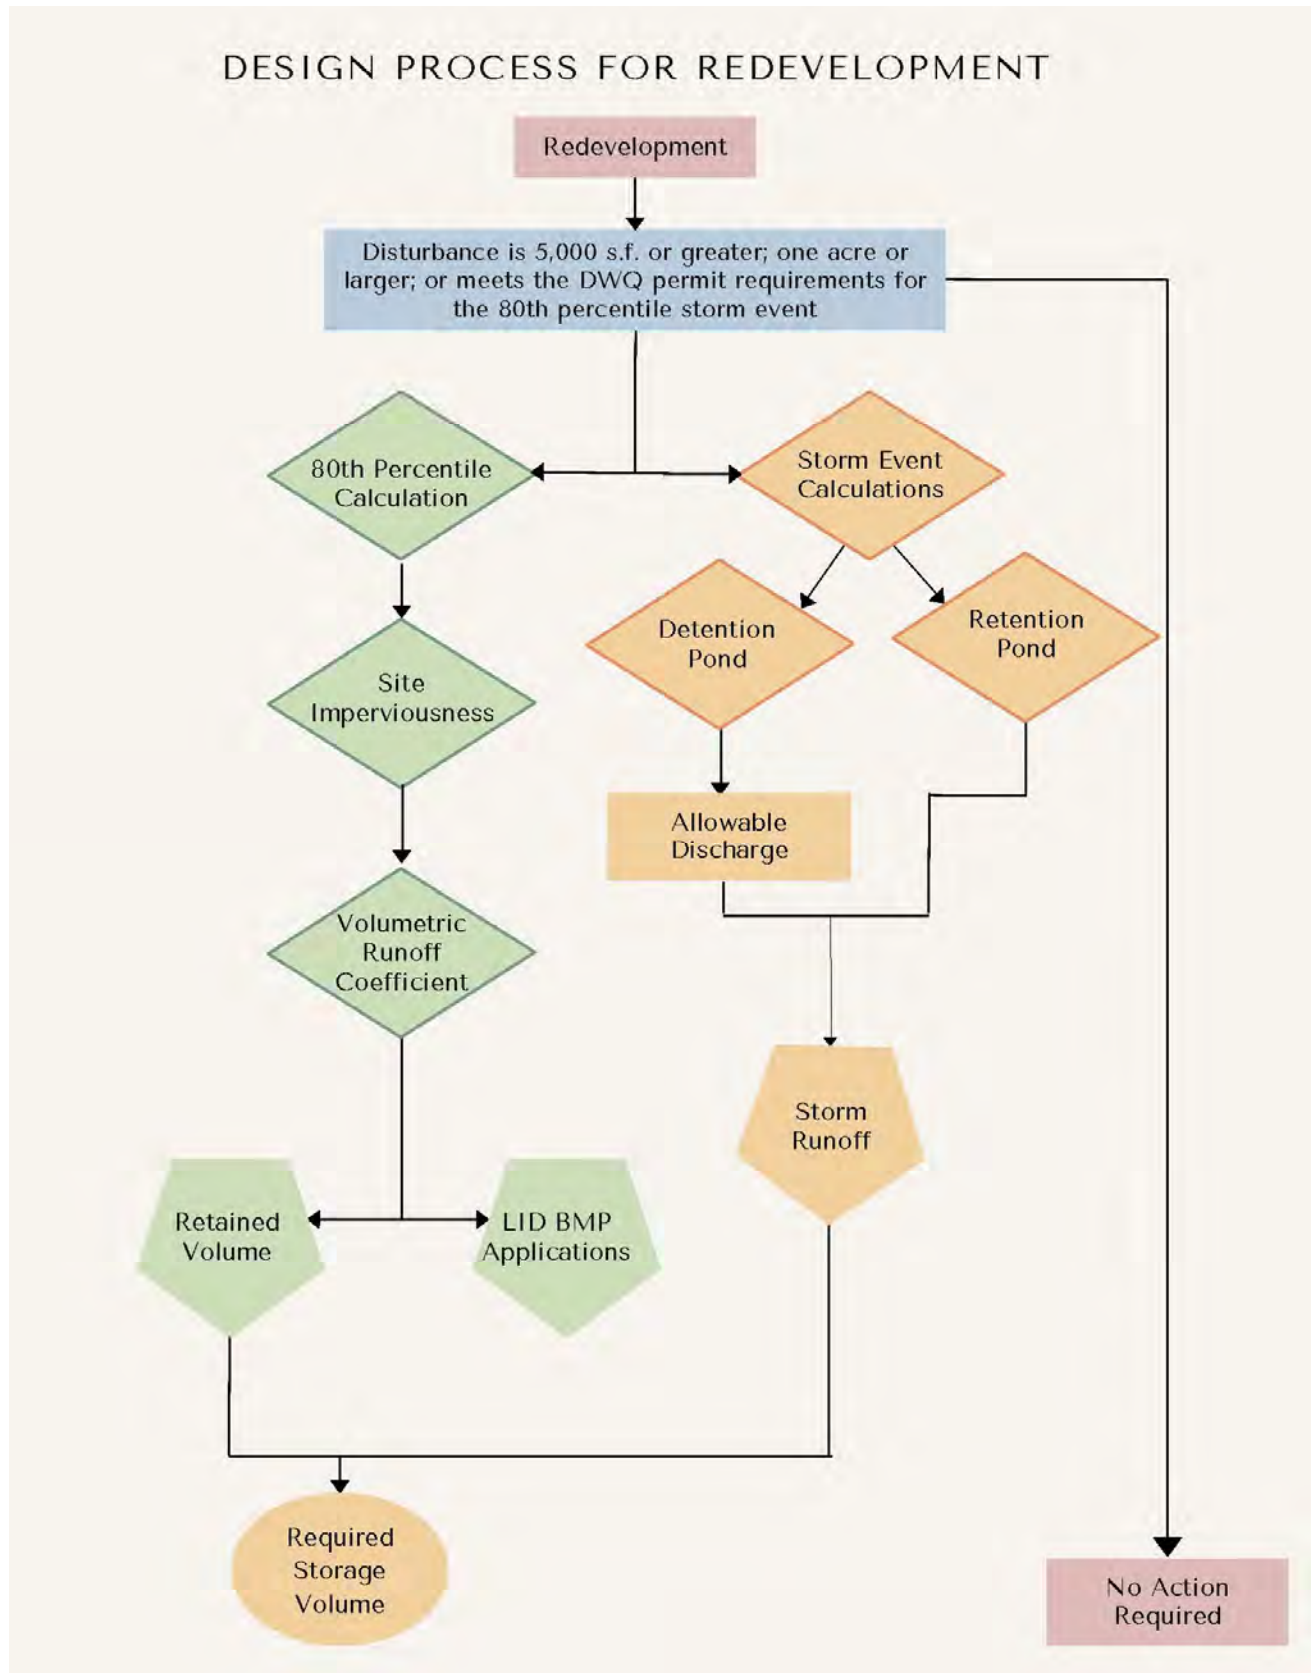 DESIGN PROCESS FOR REDEVELOPMENT
Redevelopment
Disturbance is 5,000 s.f. or greater; one acre or
larger; or meets the DWQ permit requirements for
the 80th percentile storm event
80th Percentile
Calculation
Storm Event
Calculations
Detention
Pond
Retention
Pond
Site
Imperviousness
Allowable
Discharge
Volumetric
Runoff
Coefficient
Storm
Runoff
Retained
Volume
LID BMP
Applications
Required
Storage
Volume
No Action
Required